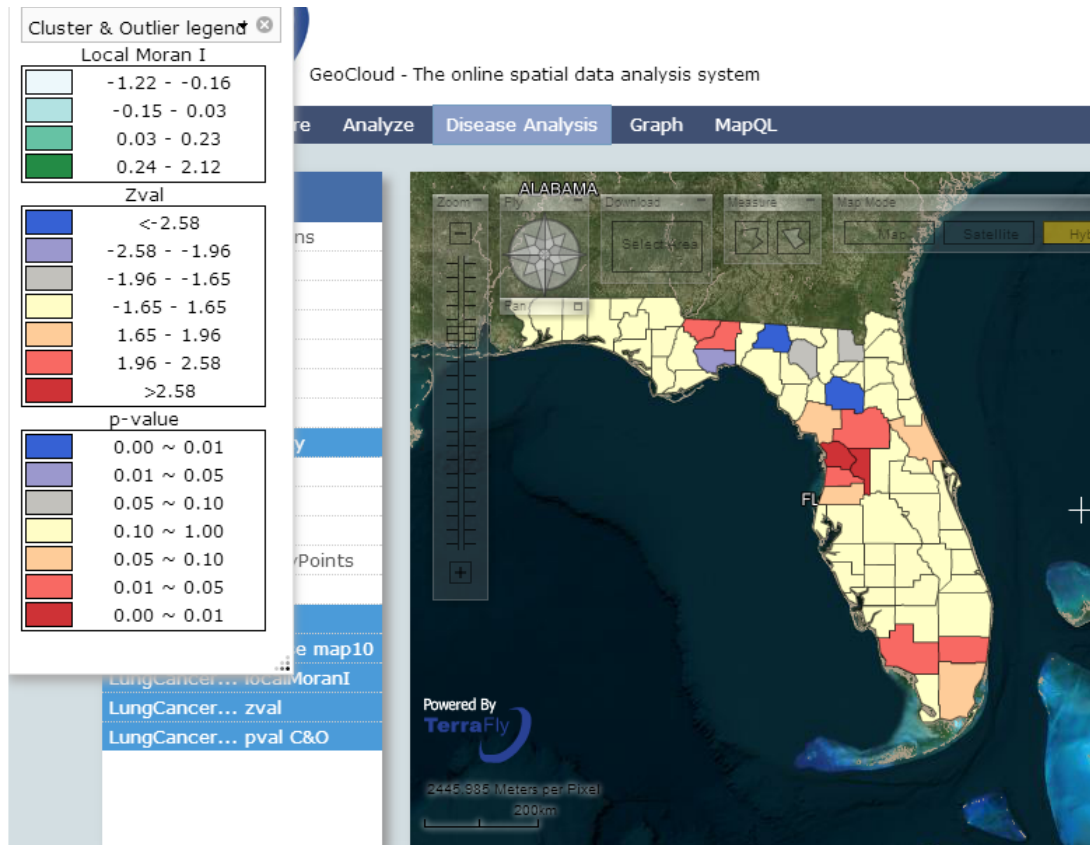 Cluster & Outlier legend
Local Moran I
-1.22 - -0.16
-0.15 - 0.03
0.03 - 0.23
0.24 - 2.12
Zval
<-2.58
-2.58 - -1.96
-1.96 - -1.65
-1.65 - 1.65
1.65 - 1.96
1.96 - 2.58
>2.58
p-value
0.00 ~ 0.01
0.01 ~ 0.05
0.05 ~ 0.10
0.10 ~ 1.00
0.05 ~ 0.10
0.01 ~ 0.05
0.00 ~ 0.01
GeoCloud - The online spatial data analysis system
re Analyze Disease Analysis Graph MapQL
ns
y
yPoints
e map10
LungCancer... localMoranI
LungCancer... zval
LungCancer... pval C&O
ALABAMA
Zoom Fly Download Measure Map Mode
Select Area Map Satellite Hyb
Pan
FL
Powered By
TerraFly
2445.985 Meters per Pixel
200km